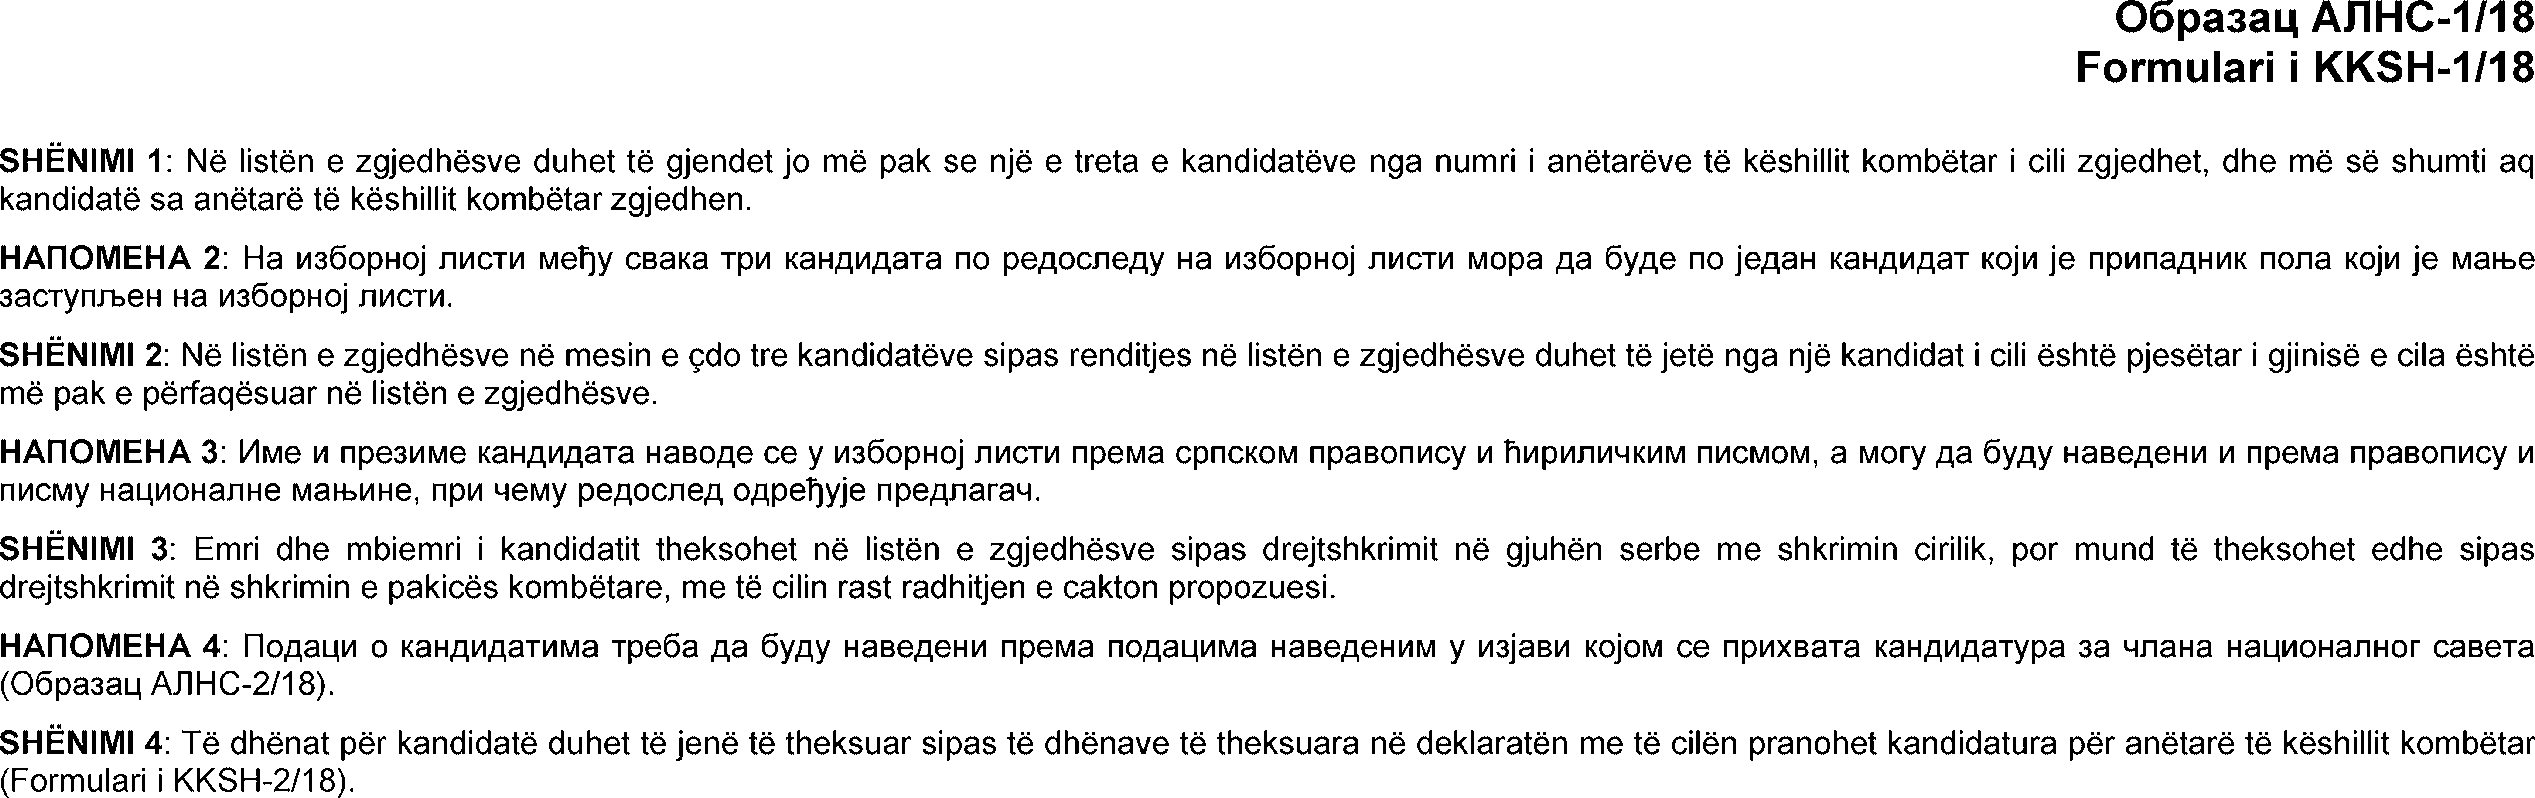 Образац АЛНС-1/18
Formulari i KKSH-1/18
SHËNIMI 1: Në listën e zgjedhësve duhet të gjendet jo më pak se një e treta e kandidatëve nga numri i anëtarëve të këshillit kombëtar i cili zgjedhet, dhe më së shumti aq
kandidatë sa anëtarë të këshillit kombëtar zgjedhen.
НАПОМЕНА 2: На изборној листи међу свака три кандидата по редоследу на изборној листи мора да буде по један кандидат који је припадник пола који је мање
заступљен на изборној листи.
SHËNIMI 2: Në listën e zgjedhësve në mesin e çdo tre kandidatëve sipas renditjes në listën e zgjedhësve duhet të jetë nga një kandidat i cili është pjesëtar i gjinisë e cila është
më pak e përfaqësuar në listën e zgjedhësve.
НАПОМЕНА 3: Име и презиме кандидата наводе се у изборној листи према српском правопису и ћириличким писмом, а могу да буду наведени и према правопису и
писму националне мањине, при чему редослед одређује предлагач.
SHËNIMI 3: Emri dhe mbiemri i kandidatit theksohet në listën e zgjedhësve sipas drejtshkrimit në gjuhën serbe me shkrimin cirilik, por mund të theksohet edhe sipas
drejtshkrimit në shkrimin e pakicës kombëtare, me të cilin rast radhitjen e cakton propozuesi.
НАПОМЕНА 4: Подаци о кандидатима треба да буду наведени према подацима наведеним у изјави којом се прихвата кандидатура за члана националног савета
(Образац АЛНС-2/18).
SHËNIMI 4: Të dhënat për kandidatë duhet të jenë të theksuar sipas të dhënave të theksuara në deklaratën me të cilën pranohet kandidatura për anëtarë të këshillit kombëtar
(Formulari i KKSH-2/18).